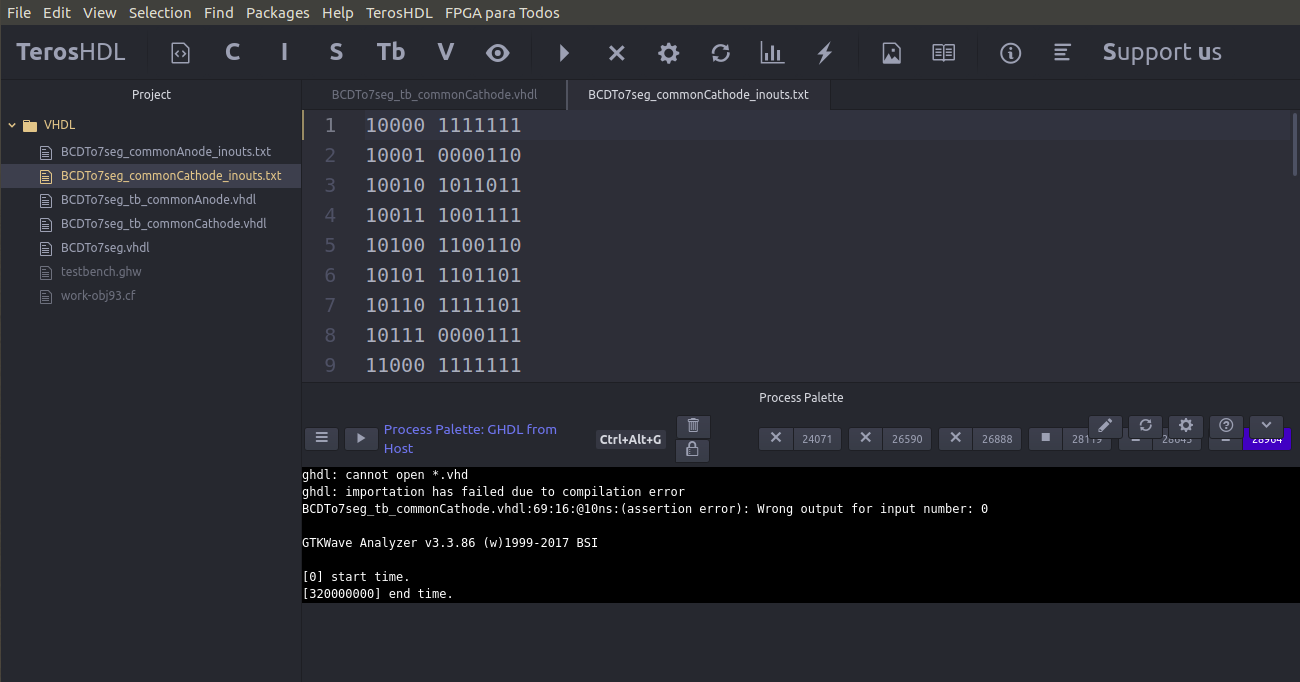 File Edit View Selection Find Packages Help TerosHDL FPGA para Todos
TerosHDL C I S Tb V Support us
Project
VHDL
BCDTo7seg_commonAnode_inouts.txt
BCDTo7seg_commonCathode_inouts.txt
BCDTo7seg_tb_commonAnode.vhdl
BCDTo7seg_tb_commonCathode.vhdl
BCDTo7seg.vhdl
testbench.ghw
work-obj93.cf
BCDTo7seg_tb_commonCathode.vhdl BCDTo7seg_commonCathode_inouts.txt
1 10000 1111111
2 10001 0000110
3 10010 1011011
4 10011 1001111
5 10100 1100110
6 10101 1101101
7 10110 1111101
8 10111 0000111
9 11000 1111111
Process Palette
Process Palette: GHDL from
Host
Ctrl+Alt+G
24071 26590 26888 28119 28645 28964
ghdl: cannot open *.vhd
ghdl: importation has failed due to compilation error
BCDTo7seg_tb_commonCathode.vhdl:69:16:@10ns:(assertion error): Wrong output for input number: 0
GTKWave Analyzer v3.3.86 (w)1999-2017 BSI
[0] start time.
[320000000] end time.